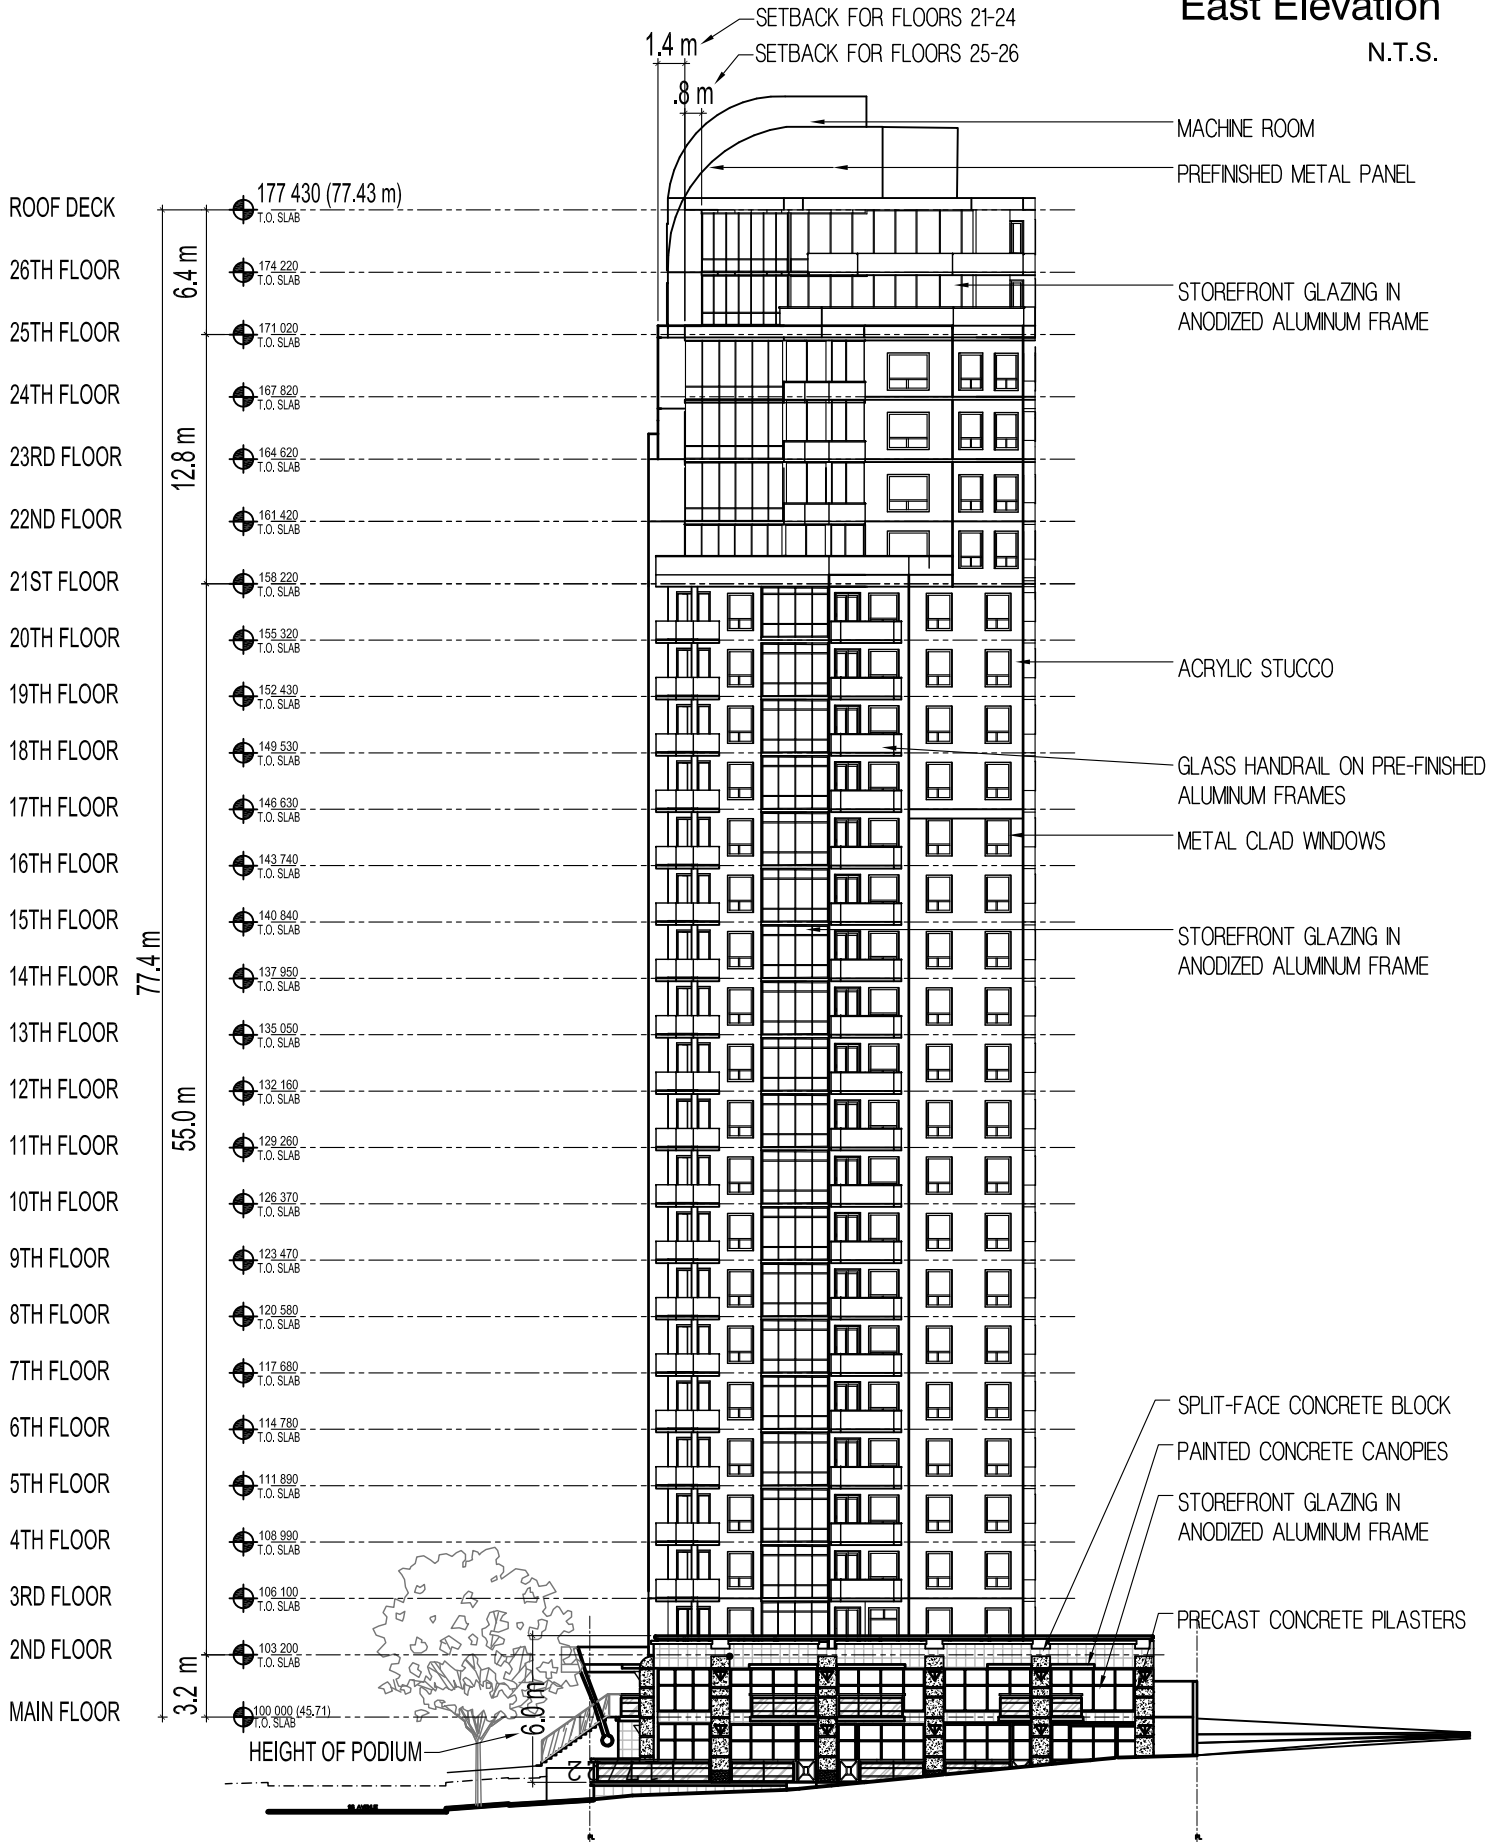 East Elevation
N.T.S.
SETBACK FOR FLOORS 21-24
1.4 m
SETBACK FOR FLOORS 25-26
.8 m
MACHINE ROOM
PREFINISHED METAL PANEL
ROOF DECK
177 430 (77.43 m)
T.O. SLAB
26TH FLOOR
174 220
T.O. SLAB
6.4 m
STOREFRONT GLAZING IN
ANODIZED ALUMINUM FRAME
25TH FLOOR
171 020
T.O. SLAB
24TH FLOOR
167 820
T.O. SLAB
23RD FLOOR
164 620
T.O. SLAB
12.8 m
22ND FLOOR
161 420
T.O. SLAB
21ST FLOOR
158 220
T.O. SLAB
20TH FLOOR
155 320
T.O. SLAB
ACRYLIC STUCCO
19TH FLOOR
152 430
T.O. SLAB
18TH FLOOR
149 530
T.O. SLAB
GLASS HANDRAIL ON PRE-FINISHED
ALUMINUM FRAMES
17TH FLOOR
146 630
T.O. SLAB
METAL CLAD WINDOWS
16TH FLOOR
143 740
T.O. SLAB
15TH FLOOR
140 840
T.O. SLAB
STOREFRONT GLAZING IN
ANODIZED ALUMINUM FRAME
77.4 m
14TH FLOOR
137 950
T.O. SLAB
13TH FLOOR
135 050
T.O. SLAB
12TH FLOOR
132 160
T.O. SLAB
55.0 m
11TH FLOOR
129 260
T.O. SLAB
10TH FLOOR
126 370
T.O. SLAB
9TH FLOOR
123 470
T.O. SLAB
8TH FLOOR
120 580
T.O. SLAB
7TH FLOOR
117 680
T.O. SLAB
SPLIT-FACE CONCRETE BLOCK
6TH FLOOR
114 780
T.O. SLAB
PAINTED CONCRETE CANOPIES
5TH FLOOR
111 890
T.O. SLAB
STOREFRONT GLAZING IN
ANODIZED ALUMINUM FRAME
4TH FLOOR
108 990
T.O. SLAB
3RD FLOOR
106 100
T.O. SLAB
PRECAST CONCRETE PILASTERS
2ND FLOOR
103 200
T.O. SLAB
3.2 m
6.0 m
MAIN FLOOR
100 000 (45.71)
T.O. SLAB
HEIGHT OF PODIUM